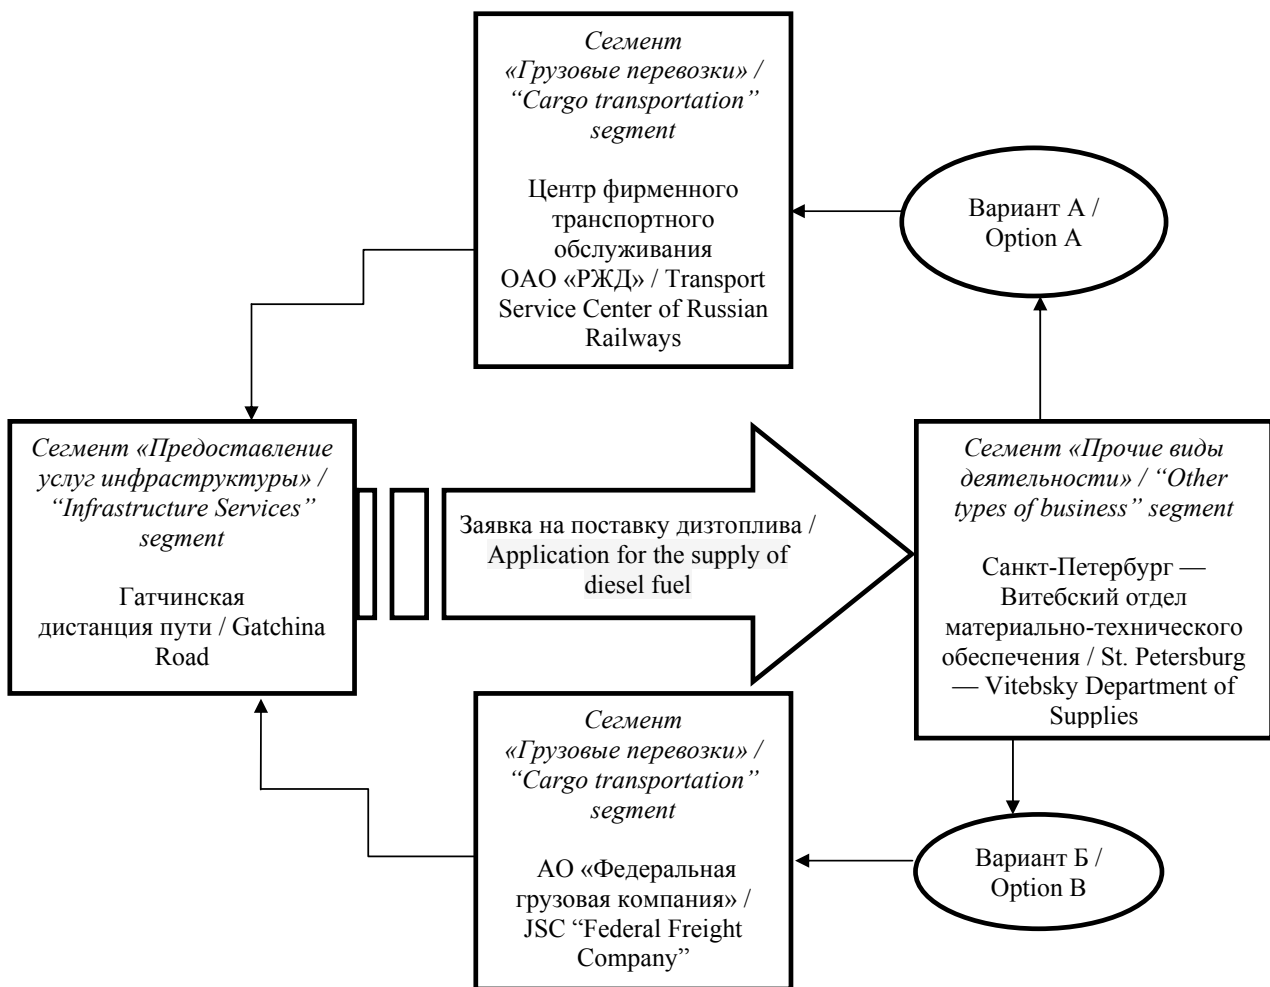 Сегмент
«Грузовые перевозки» /
“Cargo transportation”
segment
Центр фирменного
транспортного
обслуживания
ОАО «РЖД» / Transport
Service Center of Russian
Railways
Вариант А /
Option A
Сегмент «Предоставление
услуг инфраструктуры» /
“Infrastructure Services”
segment
Гатчинская
дистанция пути / Gatchina
Road
Заявка на поставку дизтоплива /
Application for the supply of
diesel fuel
Сегмент «Прочие виды
деятельности» / “Other
types of business” segment
Санкт-Петербург —
Витебский отдел
материально-технического
обеспечения / St. Petersburg
— Vitebsky Department of
Supplies
Сегмент
«Грузовые перевозки» /
“Cargo transportation”
segment
АО «Федеральная
грузовая компания» /
JSC “Federal Freight
Company”
Вариант Б /
Option B